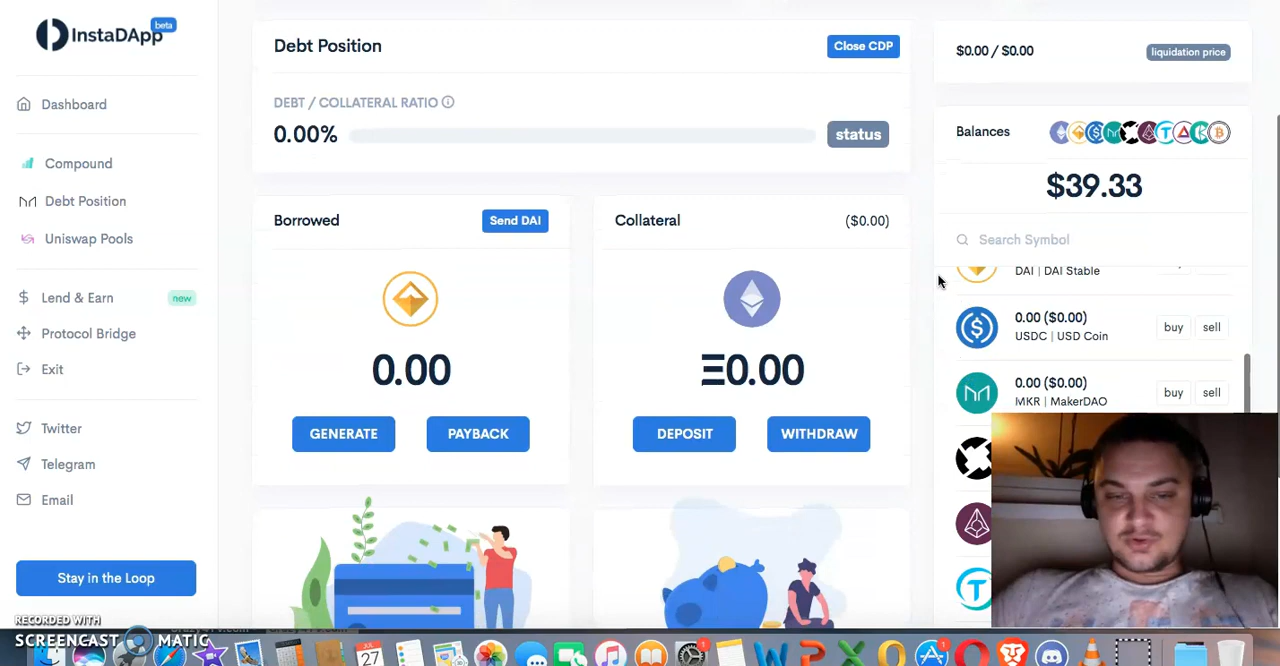 InstaDApp
beta
Dashboard
Compound
Debt Position
Uniswap Pools
$ Lend & Earn
new
Protocol Bridge
Exit
Twitter
Telegram
Email
Stay in the Loop
Debt Position
Close CDP
DEBT / COLLATERAL RATIO
0.00%
status
Borrowed
Send DAI
0.00
GENERATE
PAYBACK
Collateral
($0.00)
Ξ0.00
DEPOSIT
WITHDRAW
$0.00 / $0.00
liquidation price
Balances
$39.33
Search Symbol
DAI | DAI Stable
0.00 ($0.00)
USDC | USD Coin
buy
sell
0.00 ($0.00)
MKR | MakerDAO
buy
sell
RECORDED WITH
SCREENCAST MATIC
27